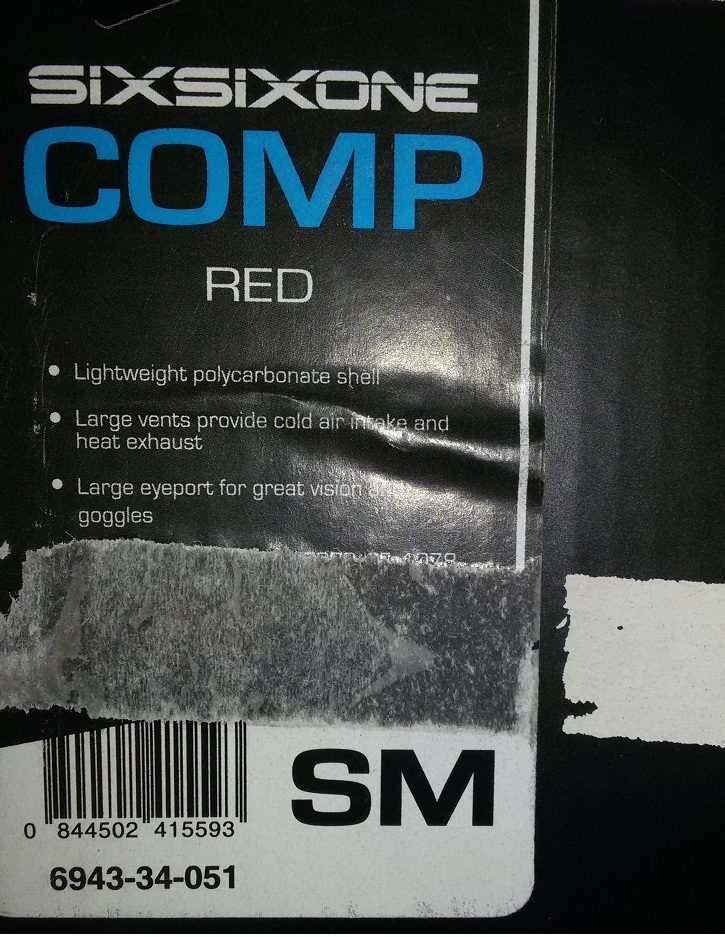 SiXSiXONE
COMP
RED
• Lightweight polycarbonate shell
• Large vents provide cold air intake and
heat exhaust
• Large eyeport for great vision
goggles
SM
0 844502 415593
6943-34-051